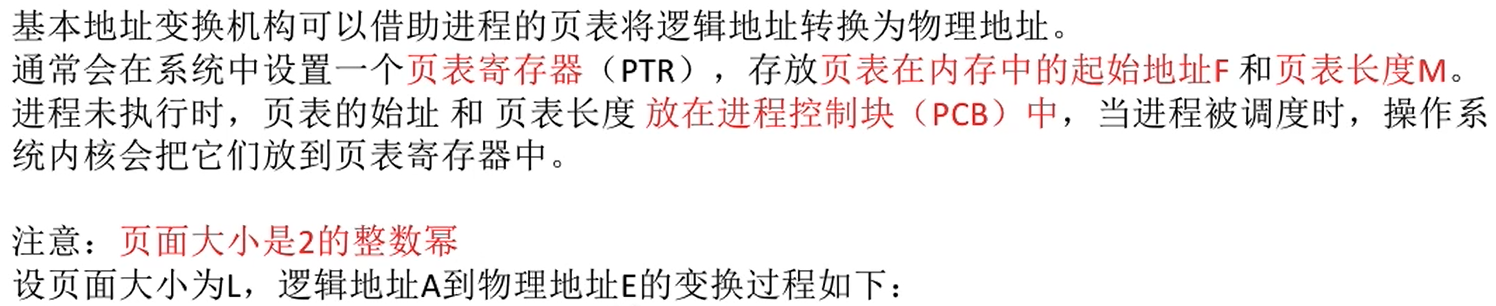 基本地址变换机构可以借助进程的页表将逻辑地址转换为物理地址。
通常会在系统中设置一个页表寄存器（PTR），存放页表在内存中的起始地址F 和页表长度M。
进程未执行时，页表的始址 和 页表长度 放在进程控制块（PCB）中，当进程被调度时，操作系
统内核会把它们放到页表寄存器中。
注意：页面大小是2的整数幂
设页面大小为L，逻辑地址A到物理地址E的变换过程如下：